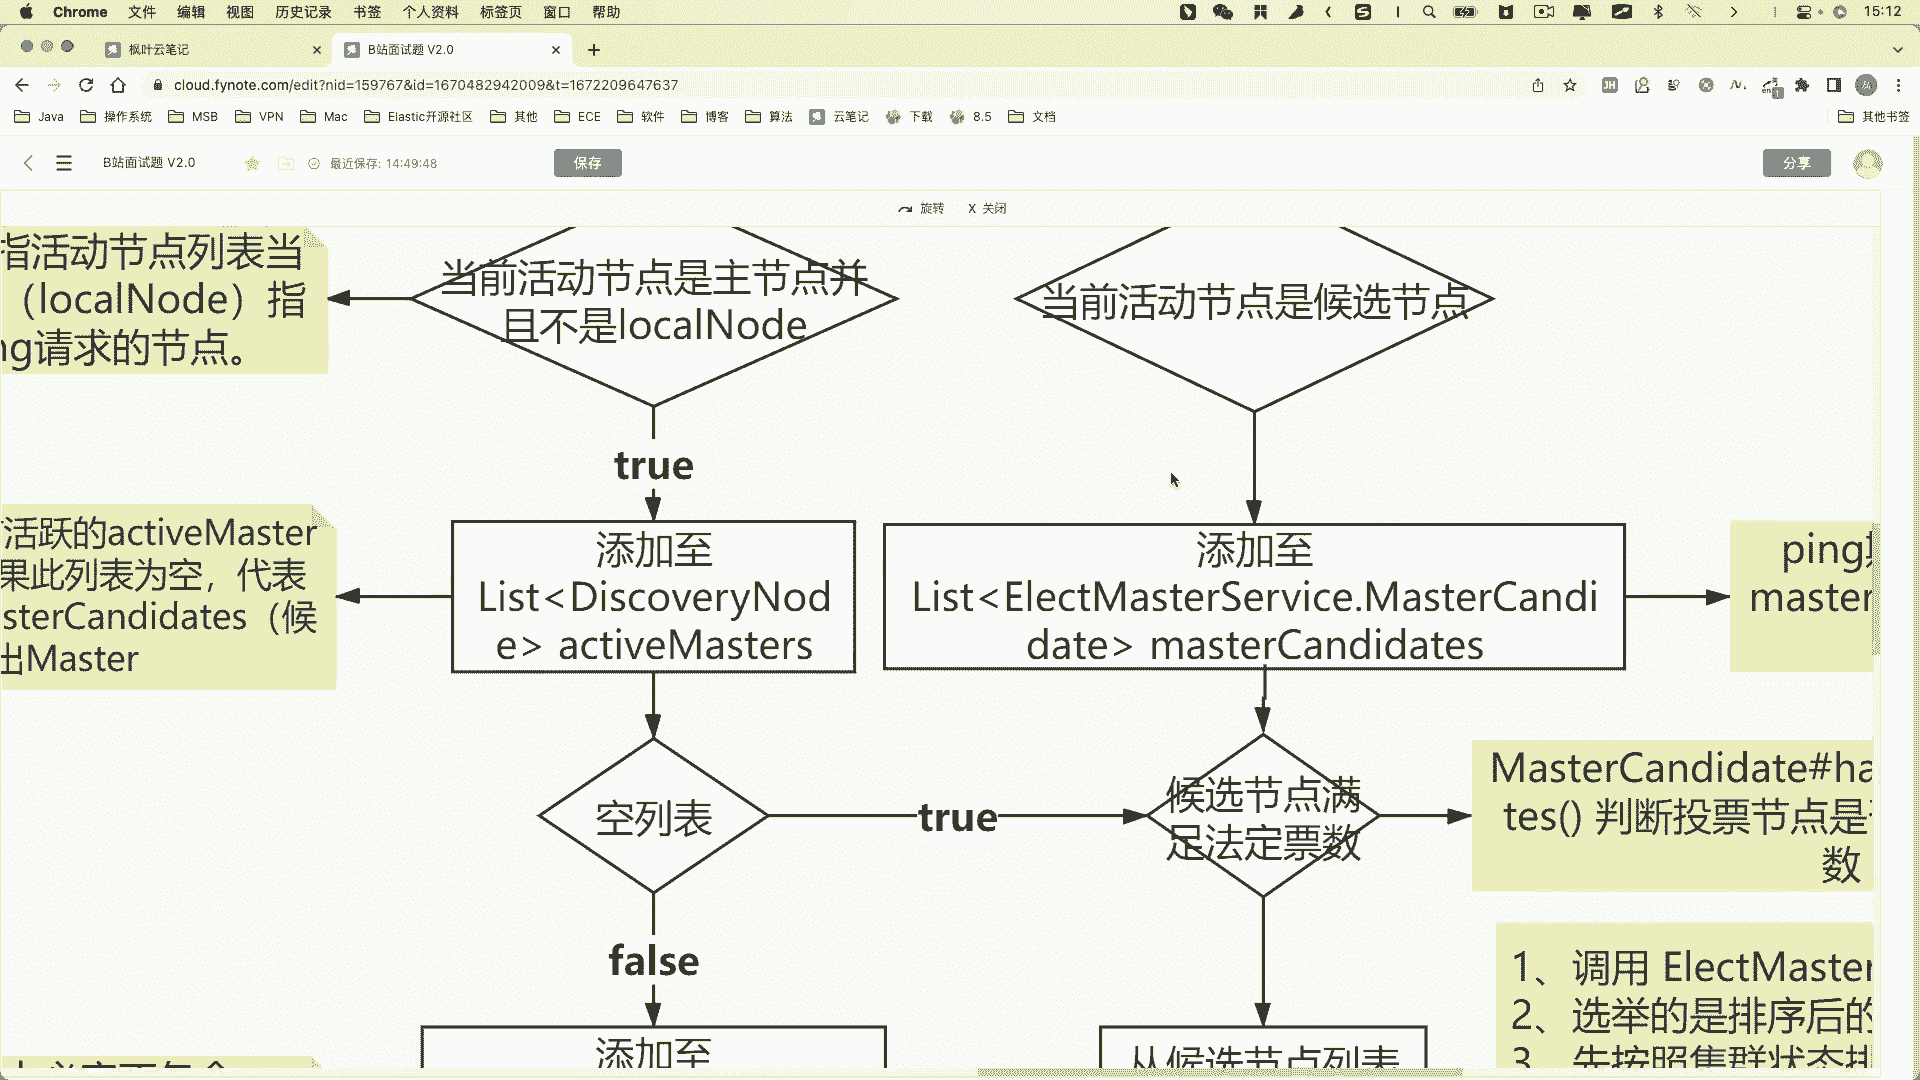 Chrome 文件 编辑 视图 历史记录 书签 个人资料 标签页 窗口 帮助 15:12
枫叶云笔记
B站面试题 V2.0
cloud.fynote.com/edit?nid=159767&id=1670482942009&t=1672209647637
Java 操作系统 MSB VPN Mac Elastic开源社区 其他 ECE 软件 博客 算法 云笔记 下载 8.5 文档 其他书签
B站面试题 V2.0 最近保存: 14:49:48 保存 分享
旋转 X 关闭
指活动节点列表当
（localNode）指
ng请求的节点。
当前活动节点是主节点并
且不是localNode
当前活动节点是候选节点
true
活跃的activeMaster
果此列表为空，代表
sterCandidates（候
出Master
添加至
List<DiscoveryNod
e> activeMasters
添加至
List<ElectMasterService.MasterCandi
date> masterCandidates
ping
master
空列表
true
候选节点满
足法定票数
MasterCandidate#ha
tes() 判断投票节点是
数
false
添加至
从候选节点列表
1、调用 ElectMaster
2、选举的是排序后的
3、先按照集群状态排